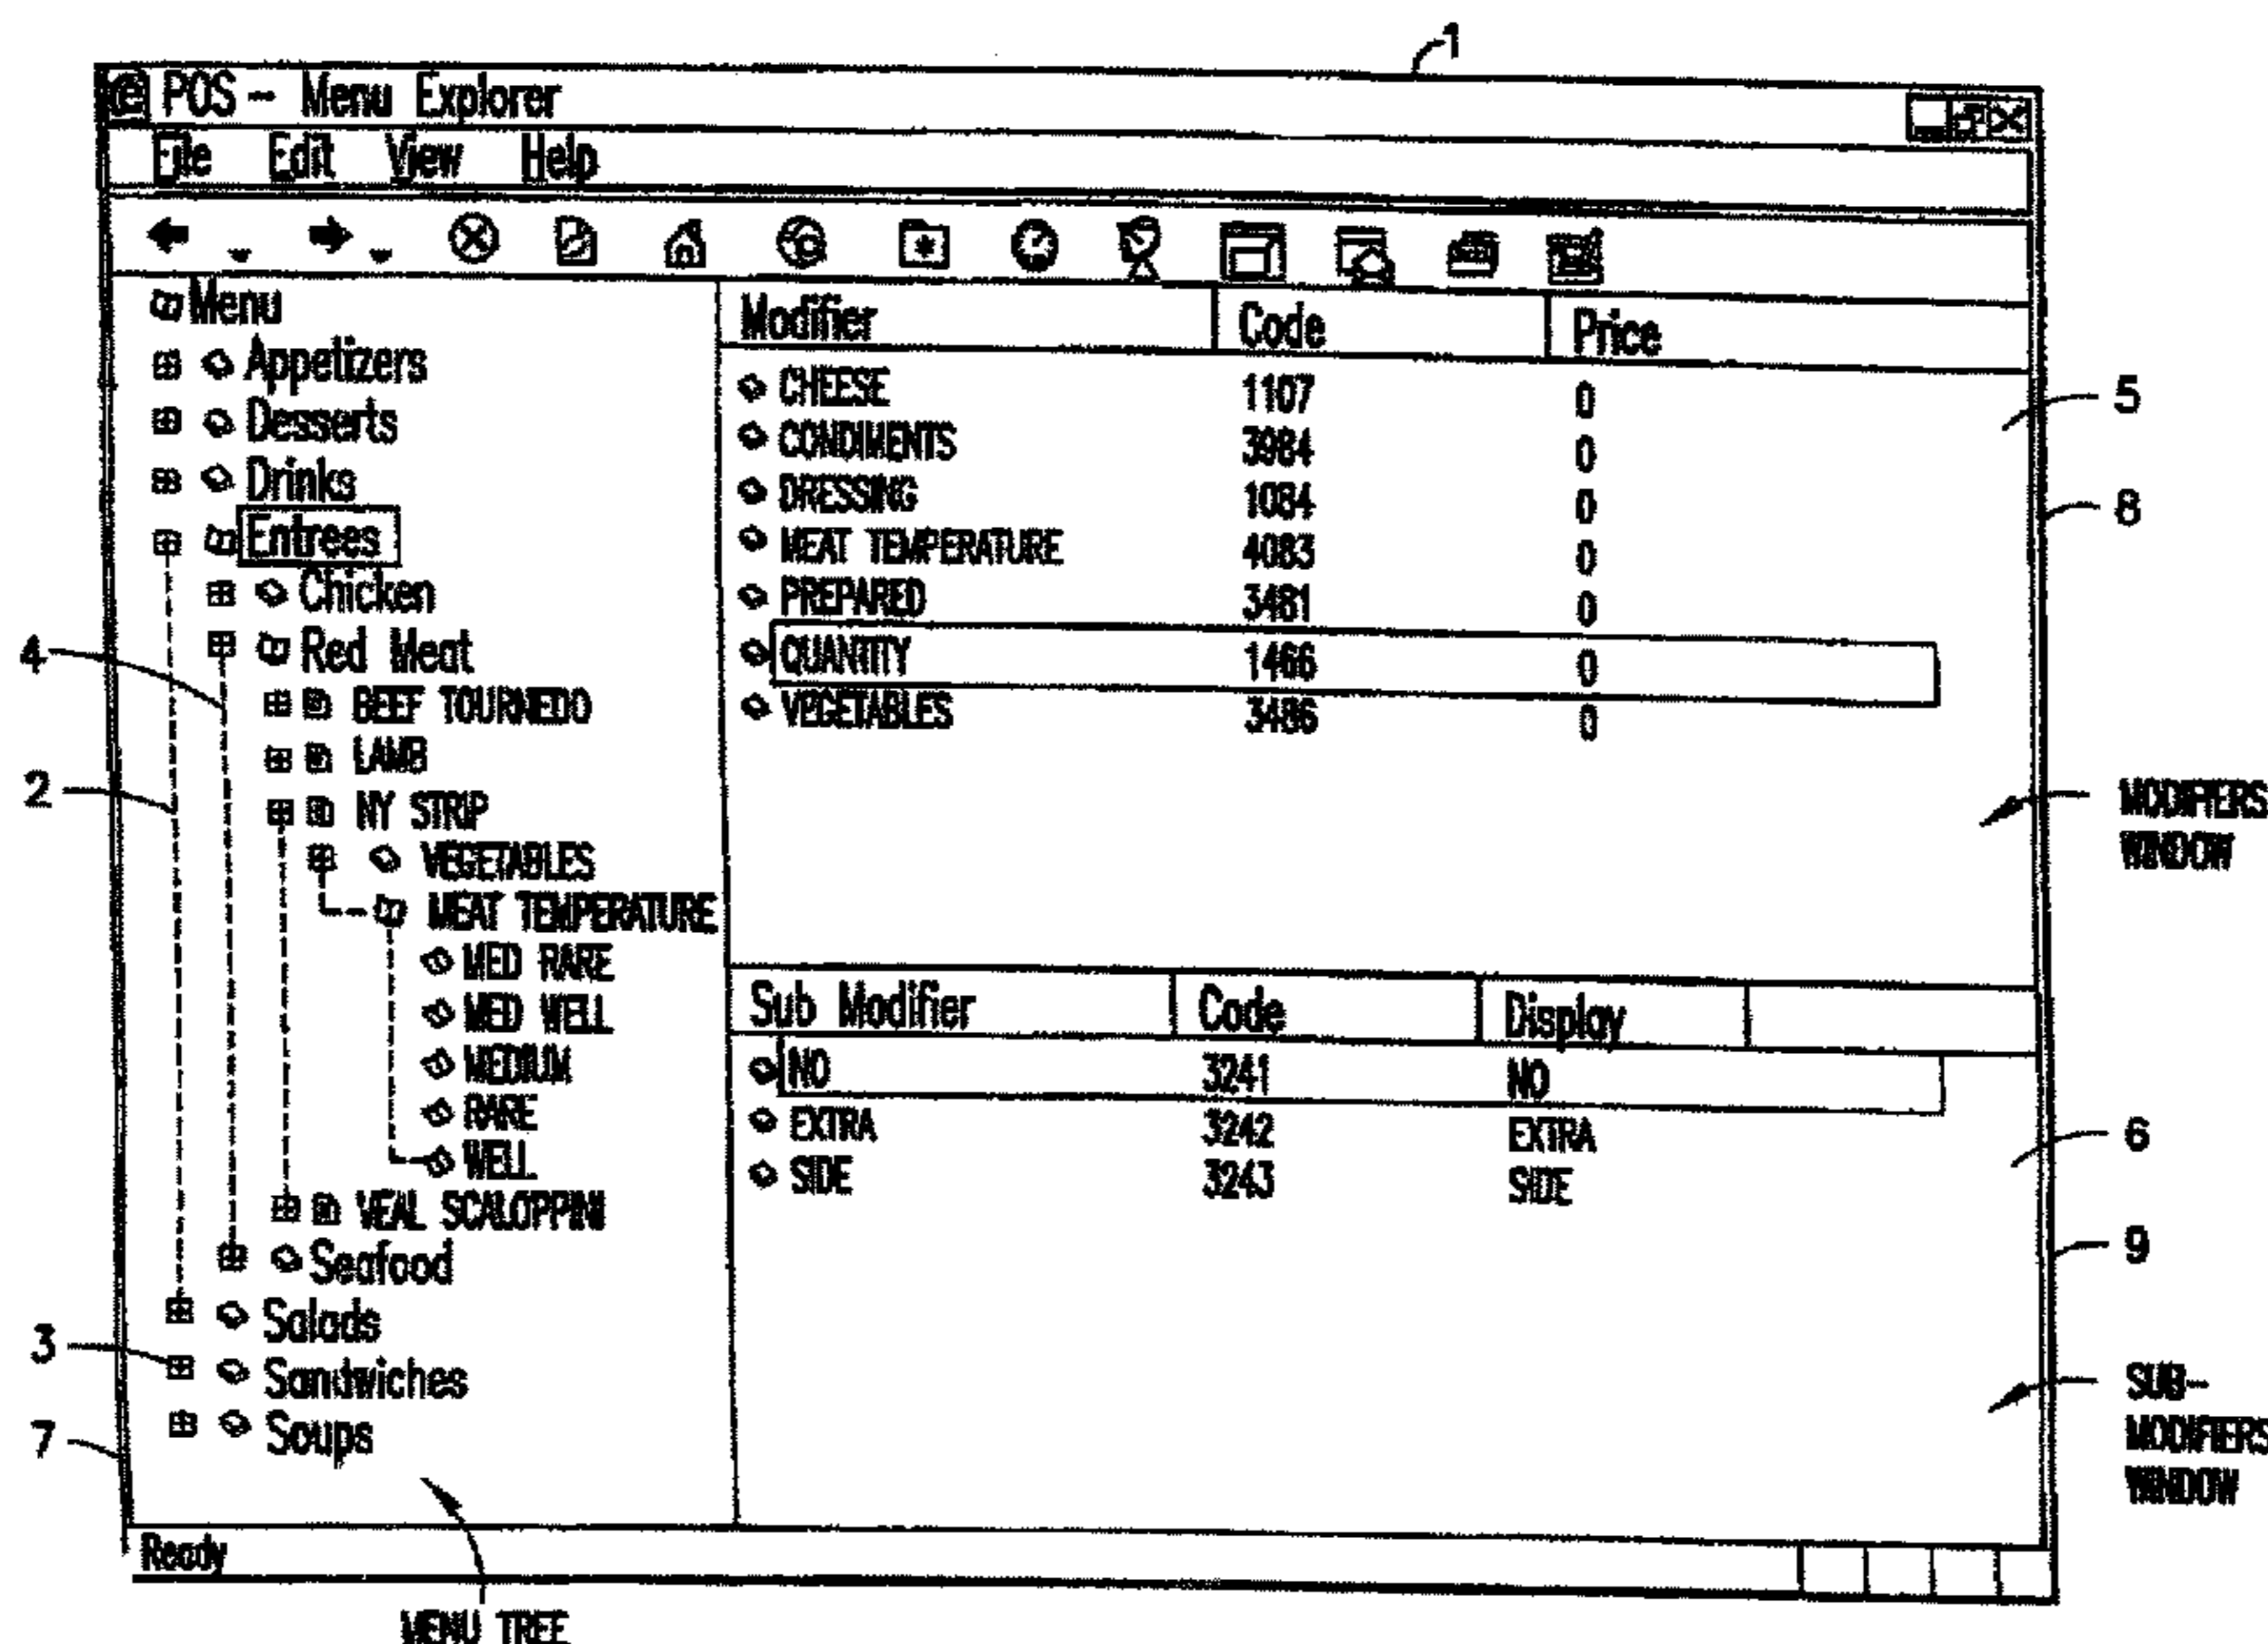 1
POS - Menu Explorer
File Edit View Help
Menu
Appetizers
Desserts
Drinks
Entrees
Chicken
Red Meat
BEEF TOURNEDO
LAMB
NY STRIP
VEGETABLES
MEAT TEMPERATURE
MED RARE
MED WELL
MEDIUM
RARE
WELL
VEAL SCALOPPINI
Seafood
Salads
Sandwiches
Soups
4
2
3
7
Modifier Code Price
CHEESE 1107 0
CONDIMENTS 3984 0
DRESSING 1084 0
MEAT TEMPERATURE 4083 0
PREPARED 3481 0
QUANTITY 1466 0
VEGETABLES 3486 0
5
8
MODIFIERS
WINDOW
Sub Modifier Code Display
NO 3241 NO
EXTRA 3242 EXTRA
SIDE 3243 SIDE
6
9
SUB-
MODIFIERS
WINDOW
Ready
MENU TREE